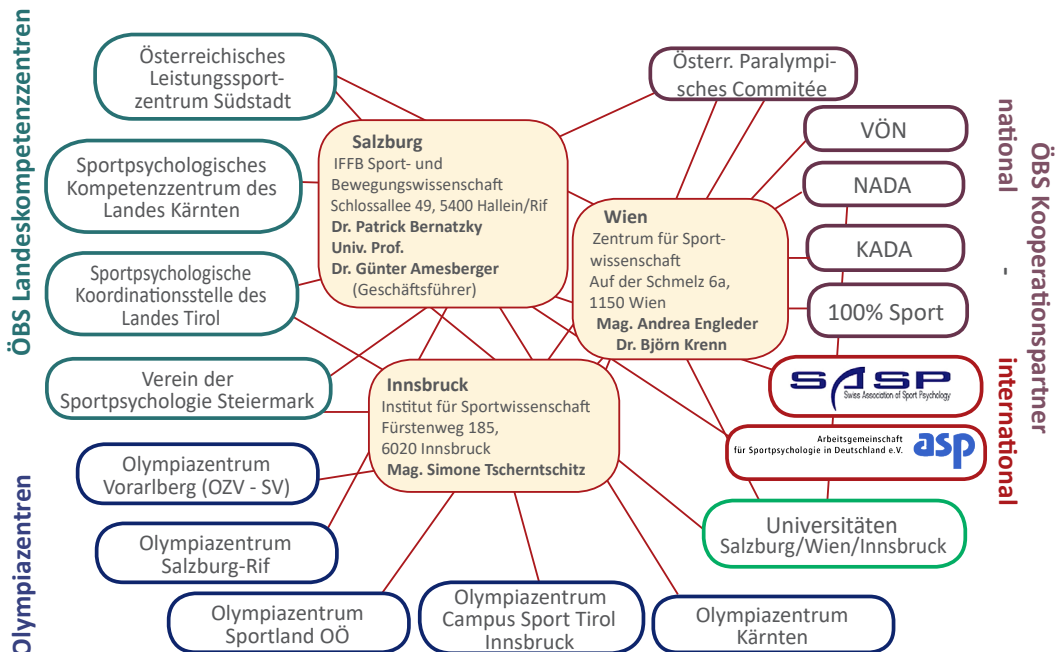 ÖBS Landeskompetenzzentren
Österreichisches
Leistungssport-
zentrum Südstadt
Sportpsychologisches
Kompetenzzentrum des
Landes Kärnten
Sportpsychologische
Koordinationsstelle des
Landes Tirol
Verein der
Sportpsychologie Steiermark
Olympiazentren
Olympiazentrum
Vorarlberg (OZV - SV)
Olympiazentrum
Salzburg-Rif
Olympiazentrum
Sportland OÖ
Olympiazentrum
Campus Sport Tirol
Innsbruck
Olympiazentrum
Kärnten
Salzburg
IFFB Sport- und
Bewegungswissenschaft
Schlossallee 49, 5400 Hallein/Rif
Dr. Patrick Bernatzky
Univ. Prof.
Dr. Günter Amesberger
(Geschäftsführer)
Wien
Zentrum für Sport-
wissenschaft
Auf der Schmelz 6a,
1150 Wien
Mag. Andrea Engleder
Dr. Björn Krenn
Innsbruck
Institut für Sportwissenschaft
Fürstenweg 185,
6020 Innsbruck
Mag. Simone Tscherntschitz
Österr. Paralympi-
sches Commitée
VÖN
NADA
KADA
100% Sport
SASP
Swiss Association of Sport Psychology
Arbeitsgemeinschaft
für Sportpsychologie in Deutschland e.V.
asp
Universitäten
Salzburg/Wien/Innsbruck
ÖBS Kooperationspartner
national - international